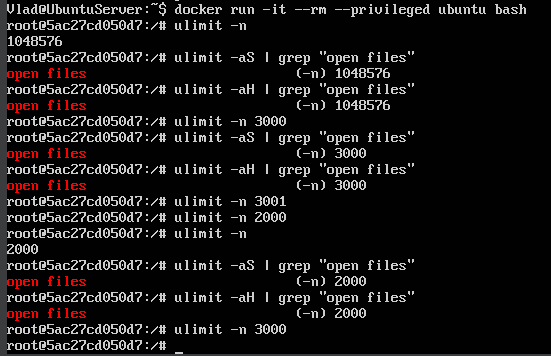 Vlad@UbuntuServer:~$ docker run -it --rm --privileged ubuntu bash
root@5ac27cd050d7:/# ulimit -n
1048576
root@5ac27cd050d7:/# ulimit -aS | grep "open files"
open files                          (-n) 1048576
root@5ac27cd050d7:/# ulimit -aH | grep "open files"
open files                          (-n) 1048576
root@5ac27cd050d7:/# ulimit -n 3000
root@5ac27cd050d7:/# ulimit -aS | grep "open files"
open files                          (-n) 3000
root@5ac27cd050d7:/# ulimit -aH | grep "open files"
open files                          (-n) 3000
root@5ac27cd050d7:/# ulimit -n 3001
root@5ac27cd050d7:/# ulimit -n 2000
root@5ac27cd050d7:/# ulimit -n
2000
root@5ac27cd050d7:/# ulimit -aS | grep "open files"
open files                          (-n) 2000
root@5ac27cd050d7:/# ulimit -aH | grep "open files"
open files                          (-n) 2000
root@5ac27cd050d7:/# ulimit -n 3000
root@5ac27cd050d7:/# _